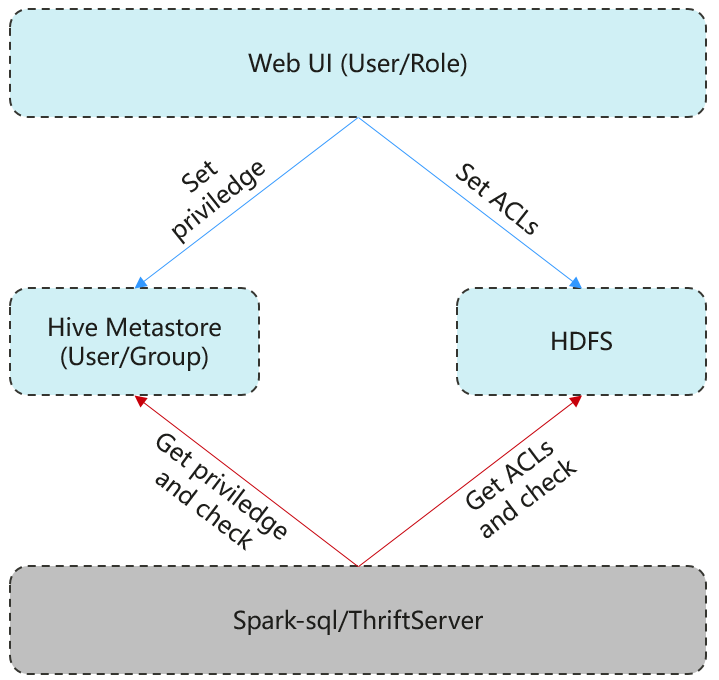 Web UI (User/Role)
Set
priviledge
Set ACLs
Hive Metastore
(User/Group)
HDFS
Get priviledge
and check
Get ACLs
and check
Spark-sql/ThriftServer